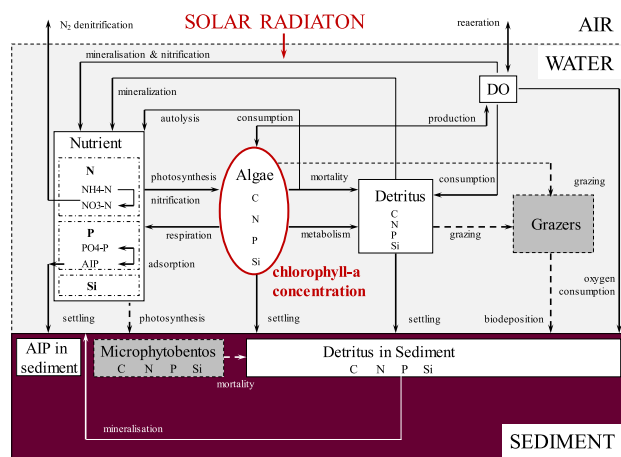 N₂ denitrification
SOLAR RADIATON
reaeration
AIR
mineralisation & nitrification
WATER
mineralization
DO
autolysis
consumption
production
Nutrient
N
NH4-N
NO3-N
P
PO4-P
AIP
Si
photosynthesis
nitrification
respiration
adsorption
Algae
C
N
P
Si
mortality
metabolism
Detritus
C
N
P
Si
consumption
grazing
grazing
Grazers
chlorophyll-a
concentration
oxygen
consumption
settling
photosynthesis
settling
settling
biodeposition
AIP in
sediment
Microphytobentos
C N P Si
mortality
Detritus in Sediment
C N P Si
mineralisation
SEDIMENT